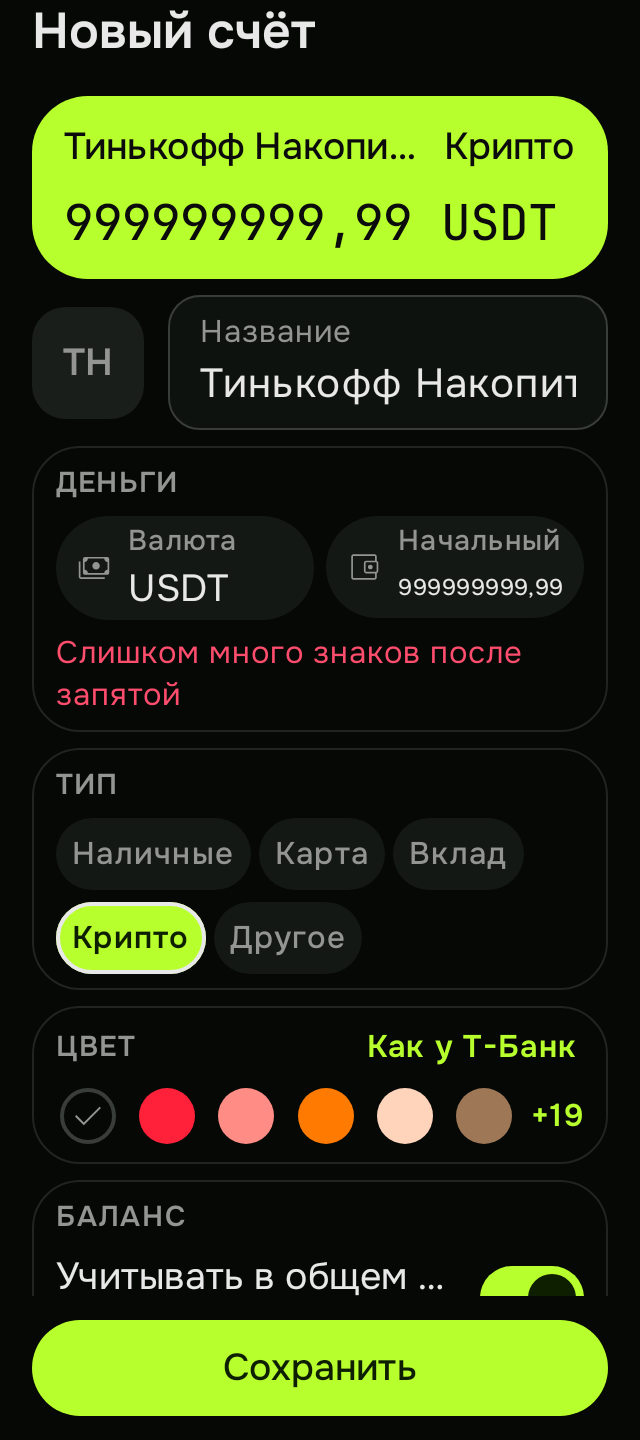 Новый счёт
Тинькофф Накопи... Крипто
999999999,99 USDT
ТН
Название
Тинькофф Накопит
ДЕНЬГИ
Валюта
USDT
Начальный
999999999,99
Слишком много знаков после
запятой
ТИП
Наличные Карта Вклад
Крипто Другое
ЦВЕТ Как у Т-Банк
+19
БАЛАНС
Учитывать в общем ...
Сохранить